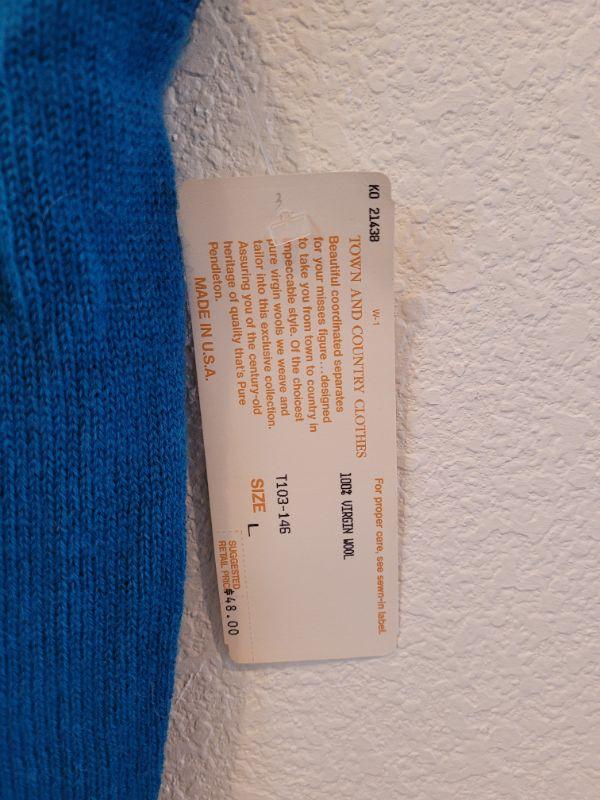 KO 21438
W-1
TOWN AND COUNTRY CLOTHES
Beautiful coordinated separates
for your misses figure...designed
to take you from town to country in
impeccable style. Of the choicest
pure virgin wools we weave and
tailor into this exclusive collection.
Assuring you of the century-old
heritage of quality that's Pure
Pendleton.
MADE IN U.S.A.
For proper care, see sewn-in label.
100% VIRGIN WOOL
T103-146
SIZE L
SUGGESTED
RETAIL PRICE $48.00